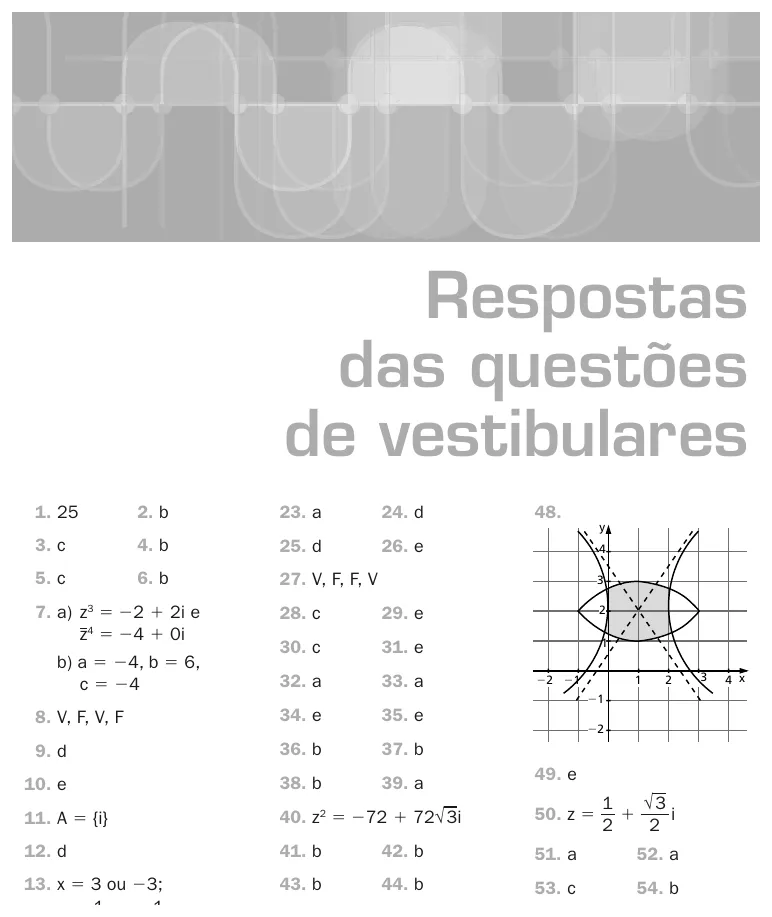 Respostas
das questões
de vestibulares
1. 25 2. b
3. c 4. b
5. c 6. b
7. a) z³ = −2 + 2i e
z̅⁴ = −4 + 0i
b) a = −4, b = 6,
c = −4
8. V, F, V, F
9. d
10. e
11. A = {i}
12. d
13. x = 3 ou −3;
23. a 24. d
25. d 26. e
27. V, F, F, V
28. c 29. e
30. c 31. e
32. a 33. a
34. e 35. e
36. b 37. b
38. b 39. a
40. z² = −72 + 72√3i
41. b 42. b
43. b 44. b
48.
y
4
3
2
1
−2 −1 1 2 3 4 x
−1
−2
49. e
50. z = 1/2 + √3/2 i
51. a 52. a
53. c 54. b